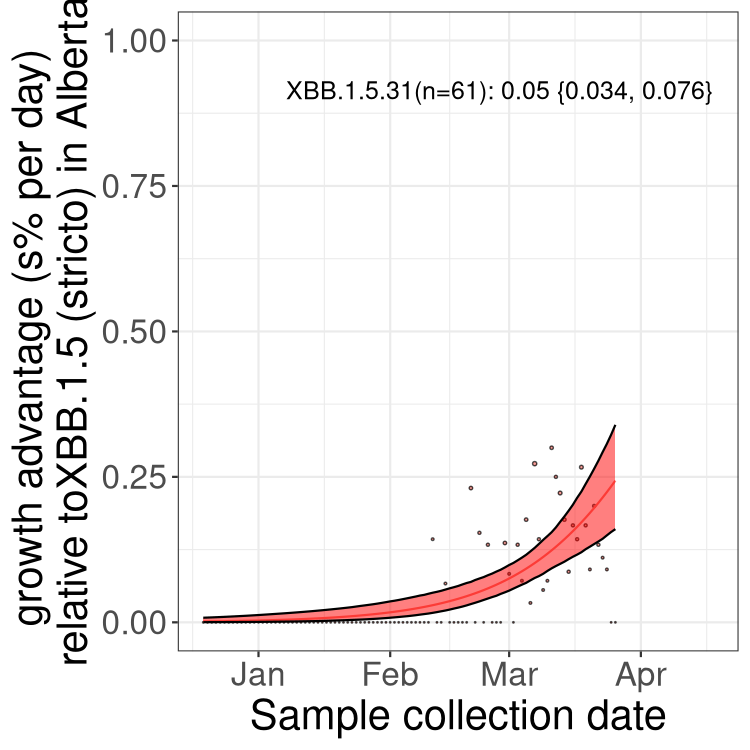 growth advantage (s% per day)
relative toXBB.1.5 (stricto) in Alberta
1.00
0.75
0.50
0.25
0.00
XBB.1.5.31(n=61): 0.05 {0.034, 0.076}
Jan Feb Mar Apr
Sample collection date